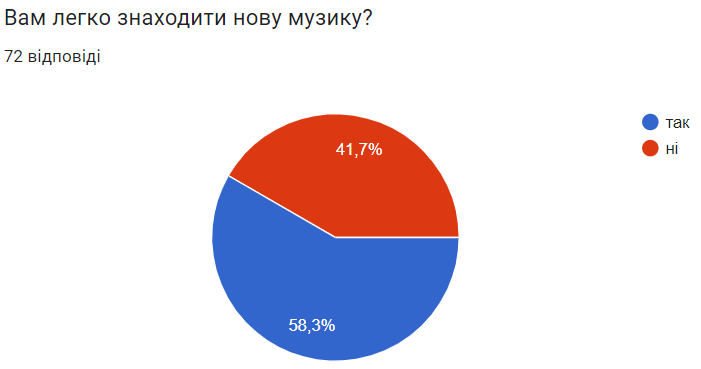 Вам легко знаходити нову музику?
72 відповіді
так
ні
41,7%
58,3%